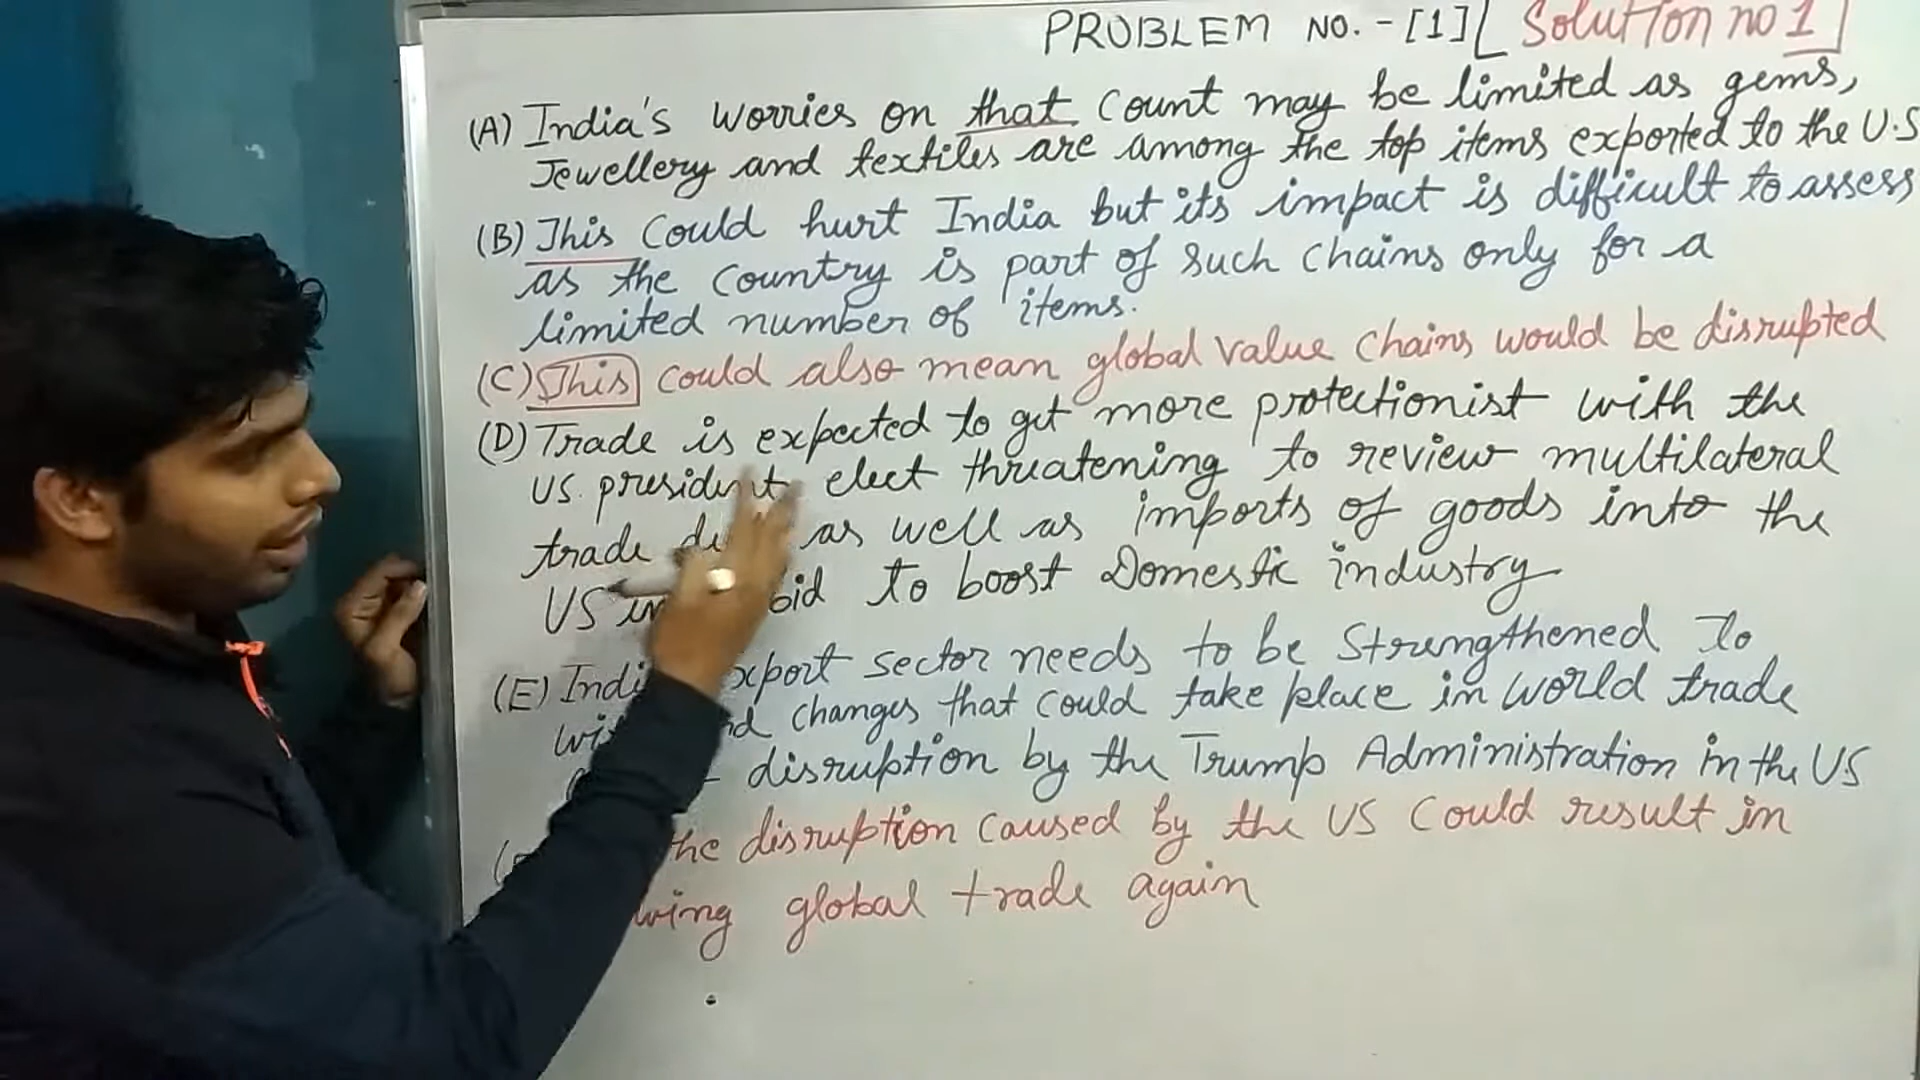 PROBLEM NO. - [1] [Solution no 1]
(A) India's worries on that count may be limited as gems,
Jewellery and textiles are among the top items exported to the U.S
(B) This could hurt India but its impact is difficult to assess,
as the country is part of such chains only for a
limited number of items.
(C) This could also mean global value chains would be disrupted
(D) Trade is expected to get more protectionist with the
US president elect threatening to review multilateral
trade as well as imports of goods into the
US in bid to boost Domestic industry
(E) export sector needs to be Strengthened to
changes that could take place in world trade
disruption by the Trump Administration in the US
the disruption caused by the US could result in
global trade again